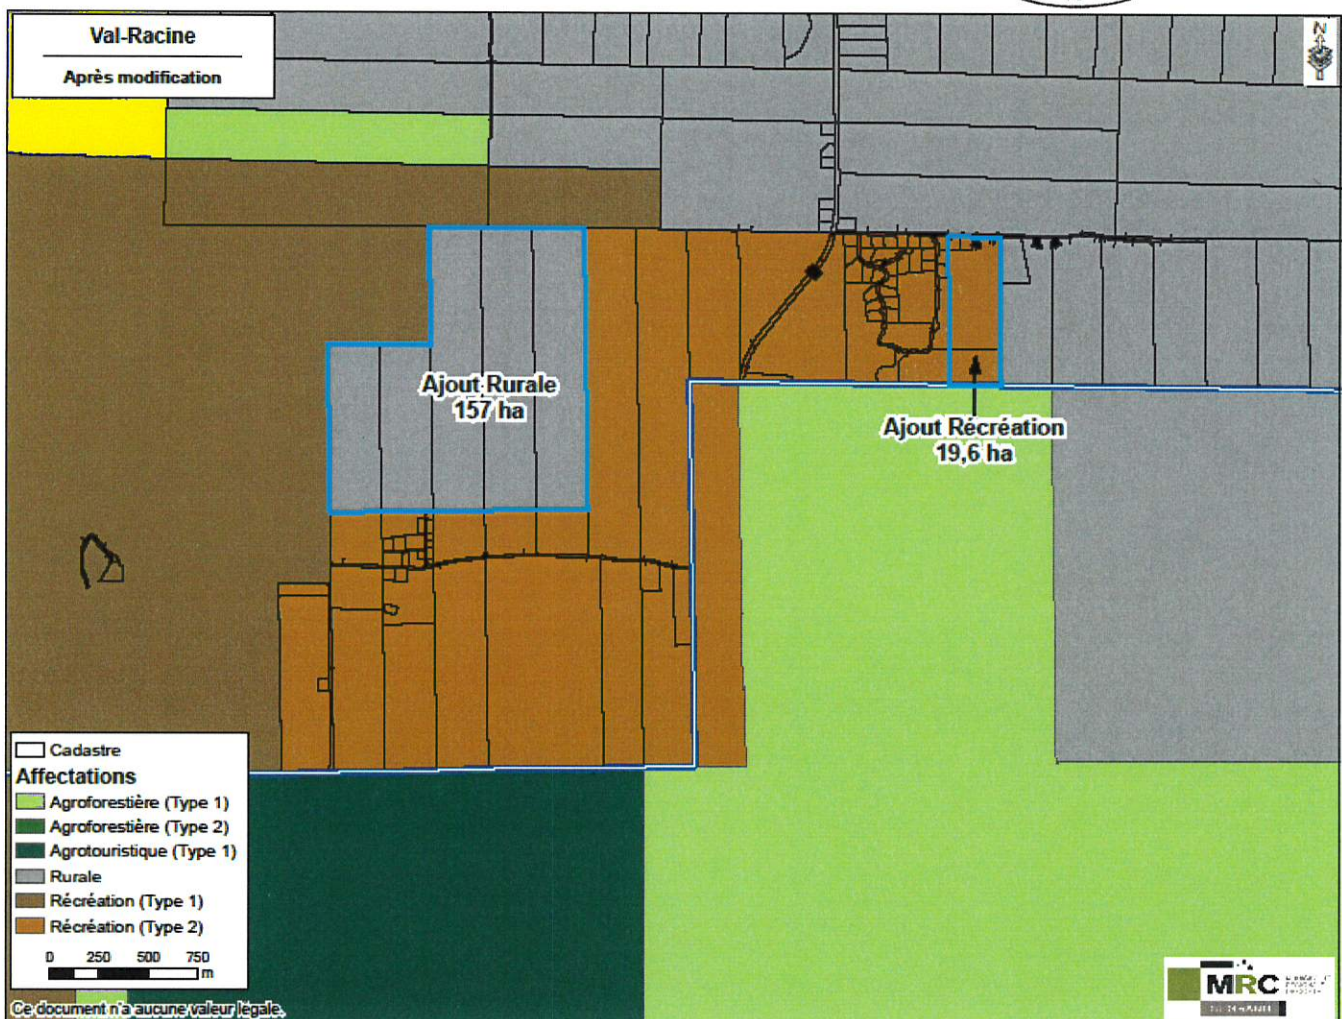 Val-Racine
Après modification
N
Ajout Rurale
157 ha
Ajout Récréation
19,6 ha
Cadastre
Affectations
Agroforestière (Type 1)
Agroforestière (Type 2)
Agrotouristique (Type 1)
Rurale
Récréation (Type 1)
Récréation (Type 2)
0 250 500 750
m
Ce document n'a aucune valeur légale.
MRC